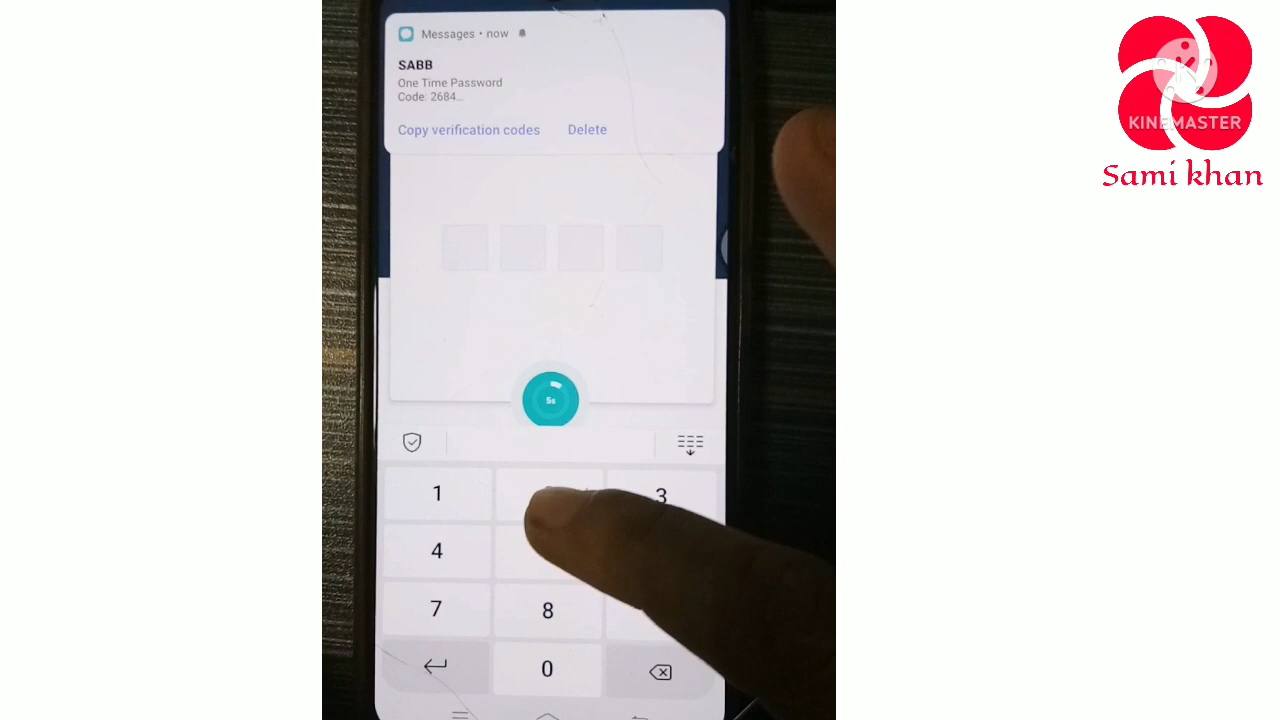 Messages • now
SABB
One Time Password
Code: 2684...
Copy verification codes Delete
5s
1
3
4
7
8
0
KINEMASTER
Sami khan